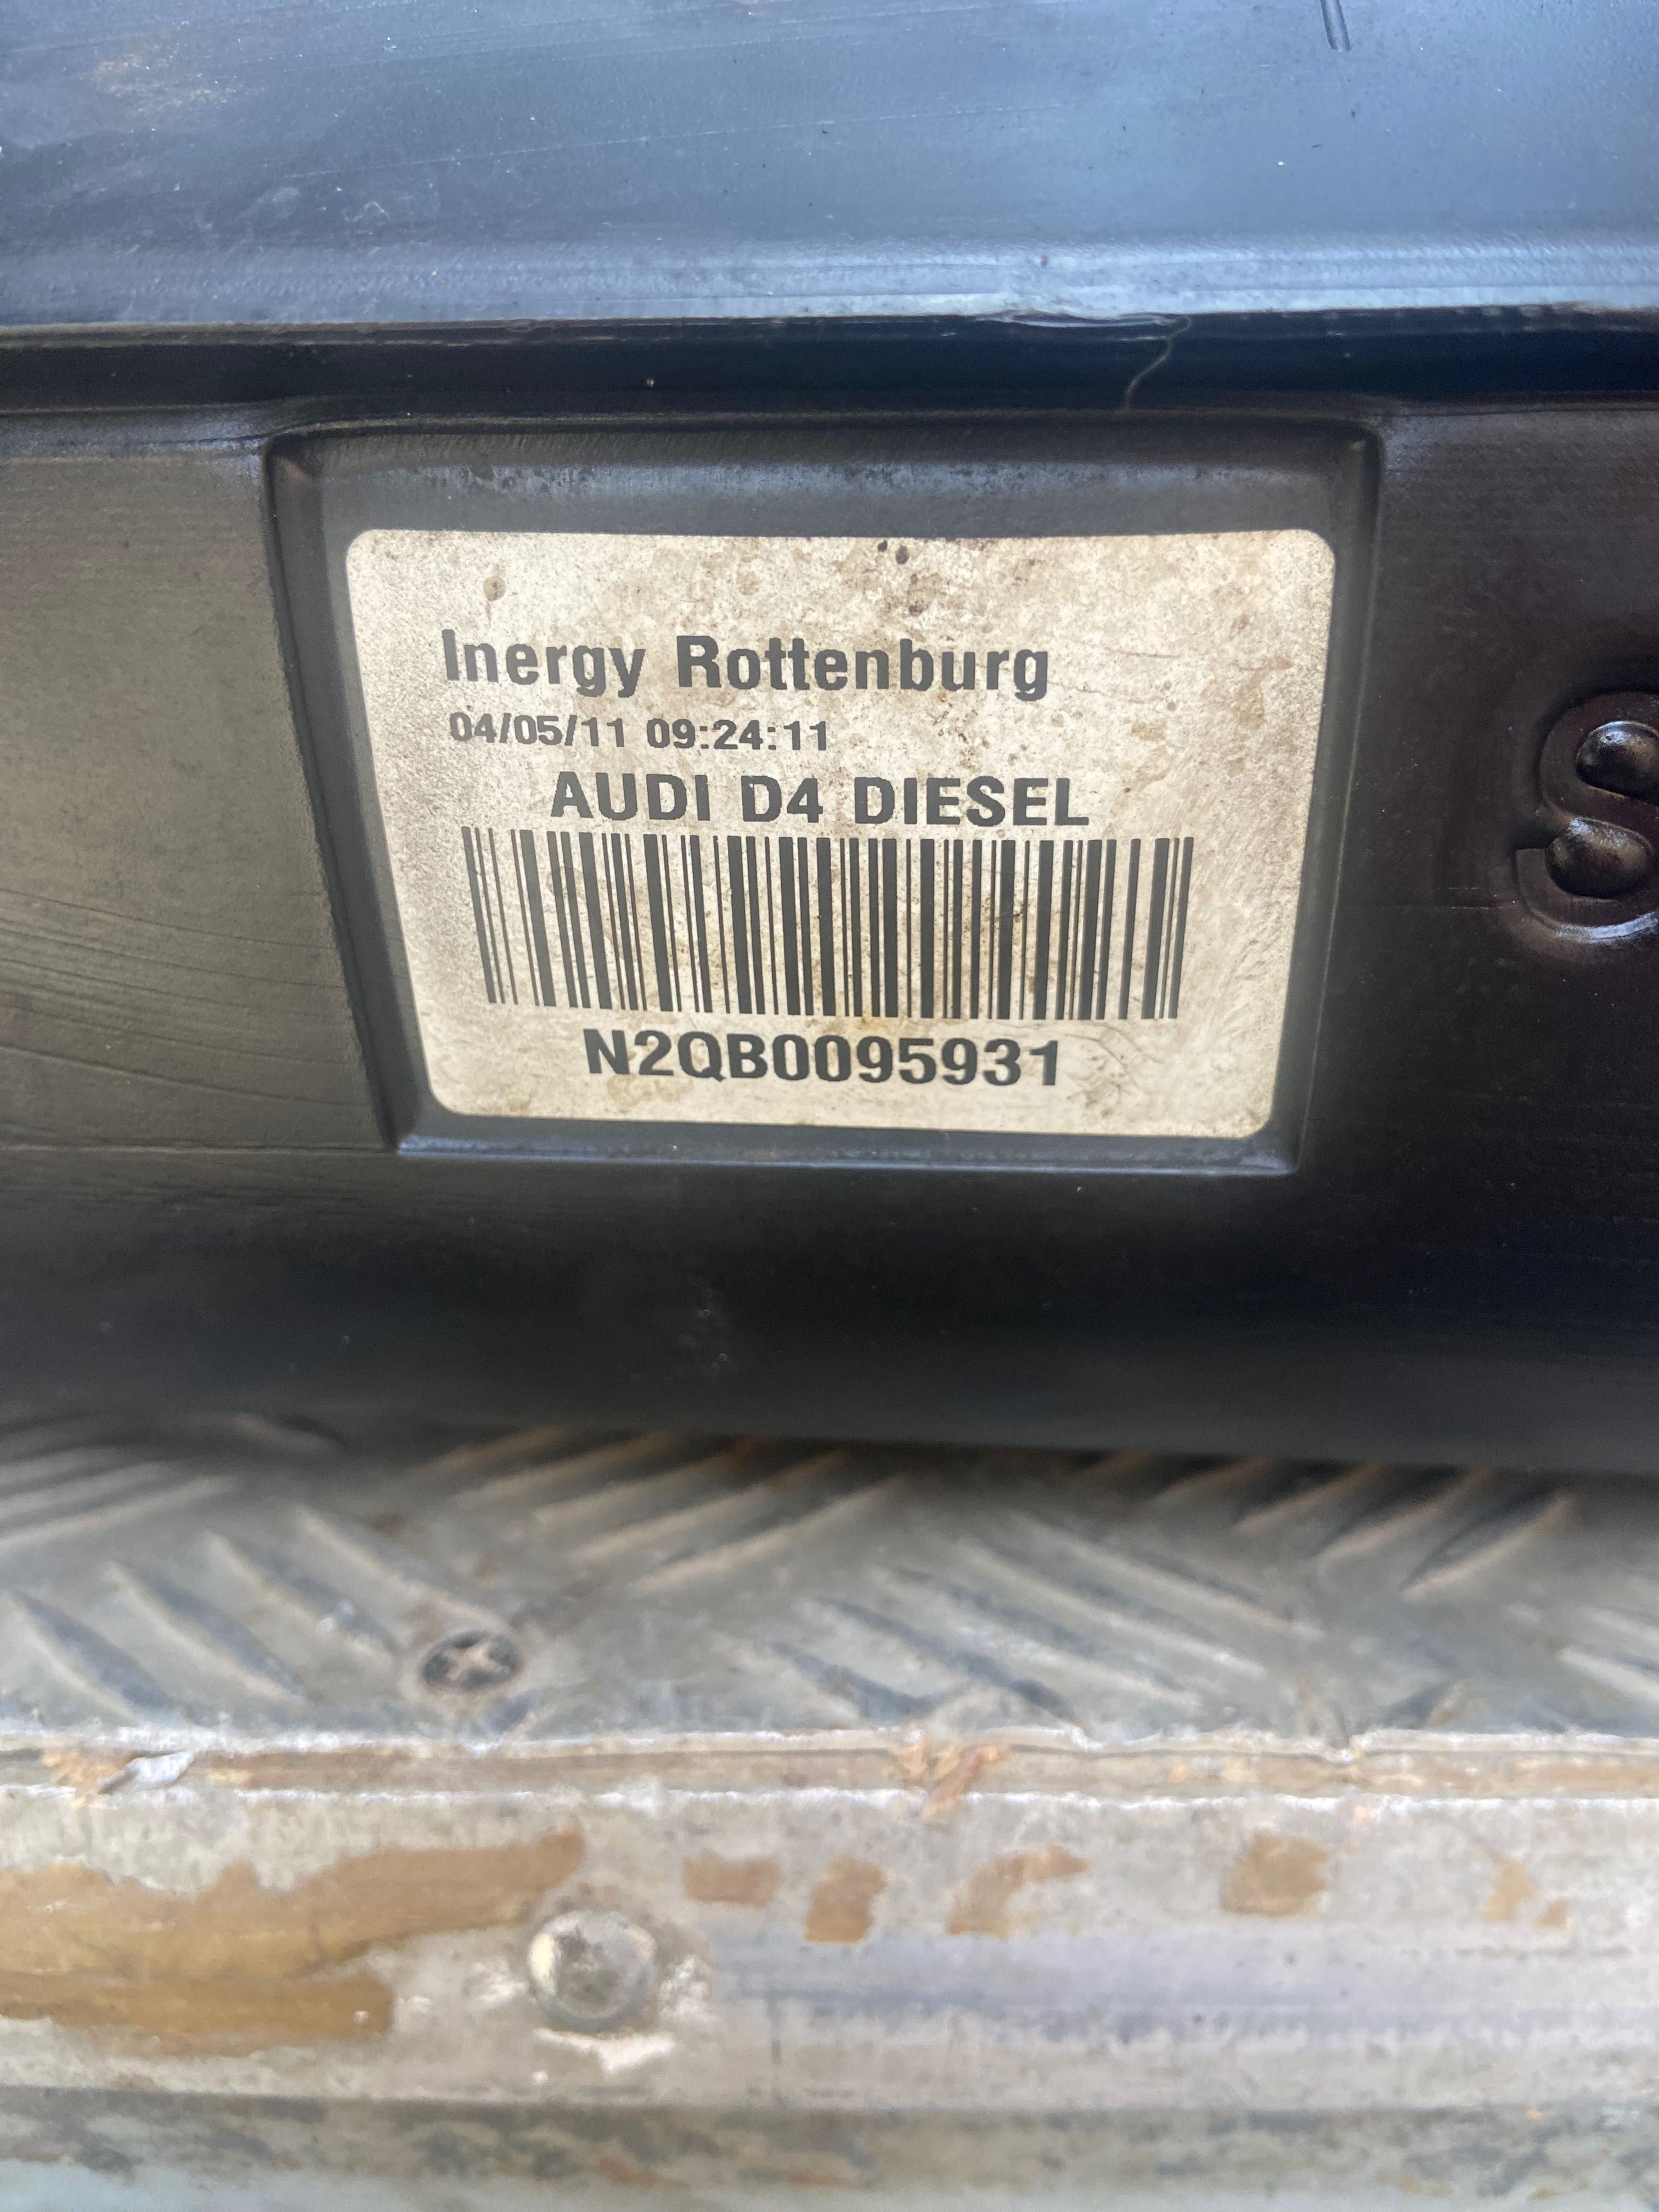 Inergy Rottenburg
04/05/11 09:24:11
AUDI D4 DIESEL
N2QB0095931
S